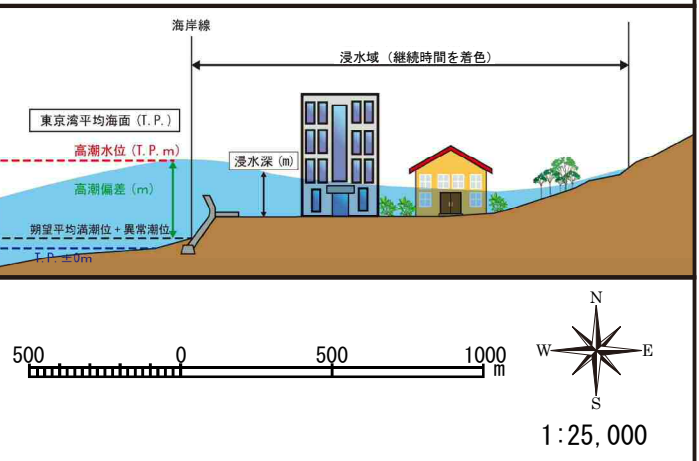 海岸線
浸水域（継続時間を着色）
東京湾平均海面（T.P.）
高潮水位（T.P. m）
浸水深（m）
高潮偏差（m）
朔望平均満潮位＋異常潮位
T.P.±0m
N
500 0 500 1000
m
W E
S
1:25,000